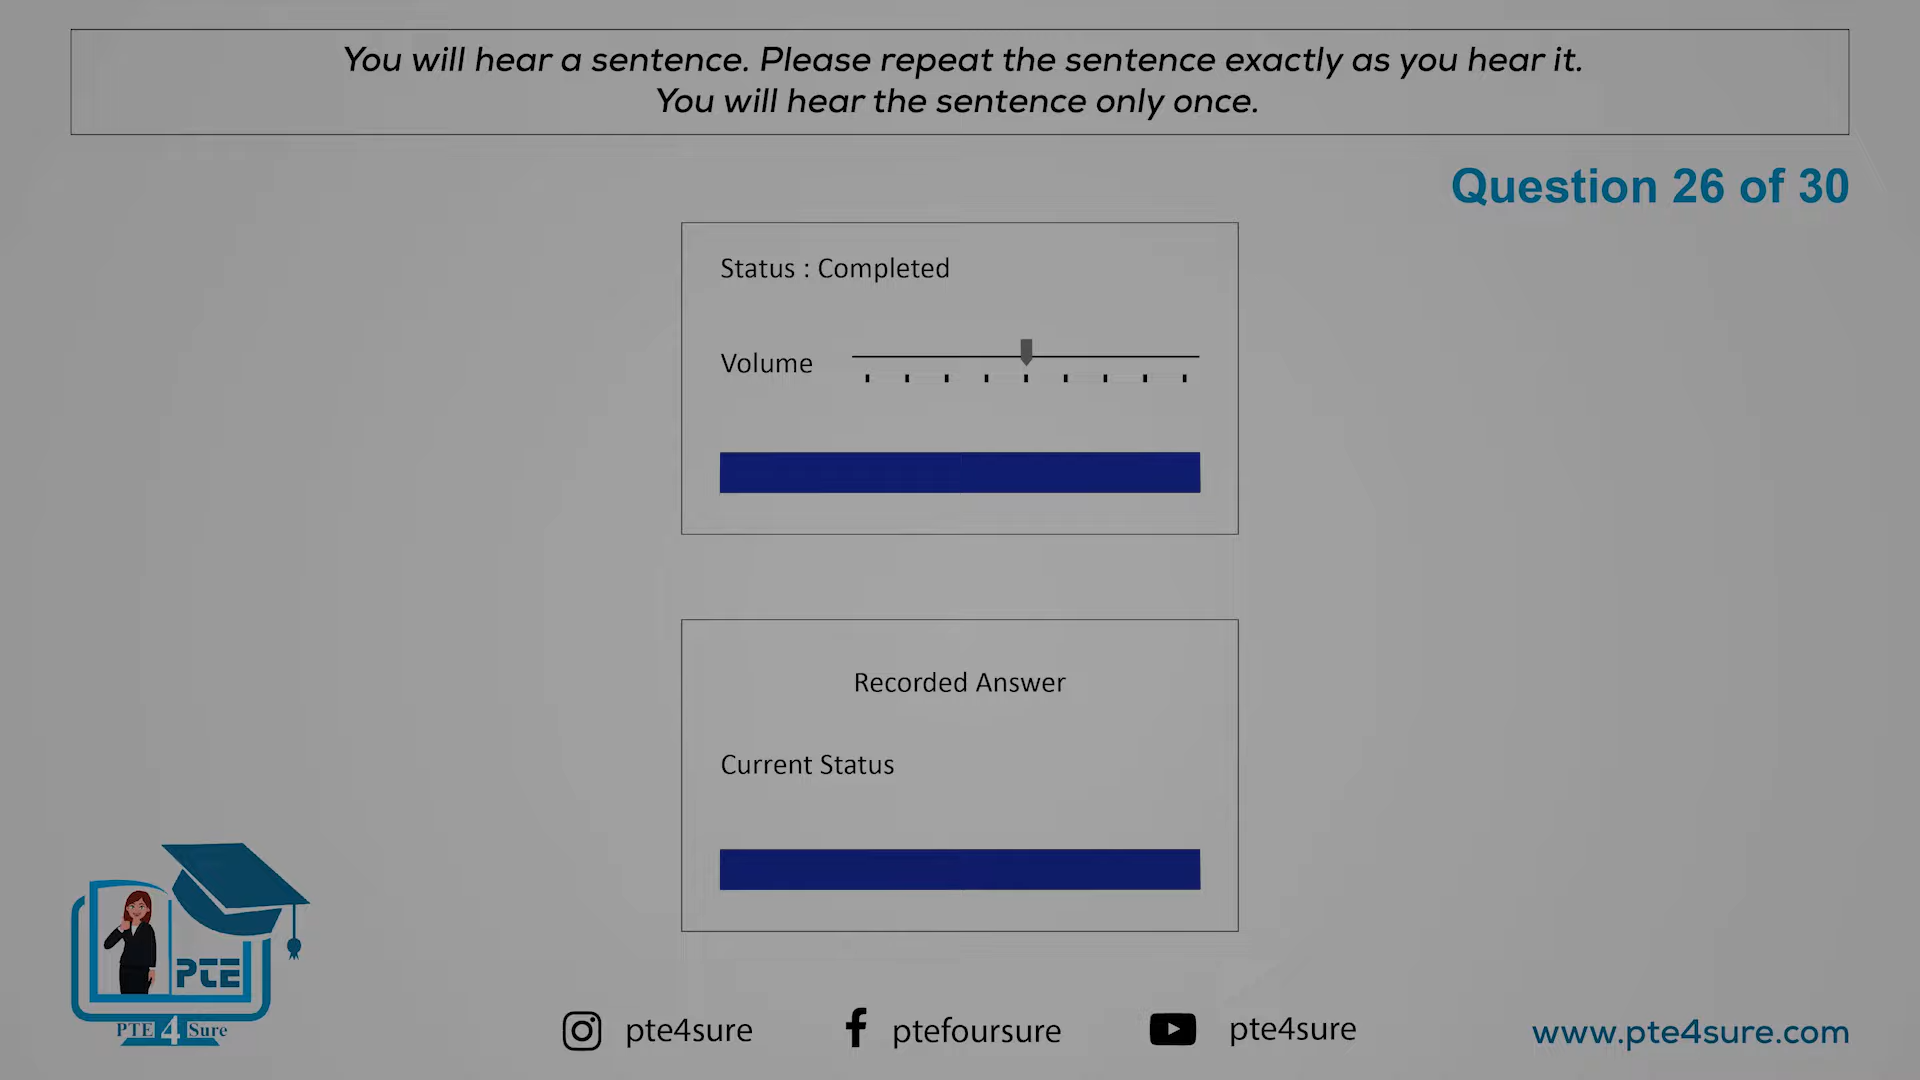 You will hear a sentence. Please repeat the sentence exactly as you hear it.
You will hear the sentence only once.
Question 26 of 30
Status : Completed
Volume
Recorded Answer
Current Status
PTE
PTE 4 Sure
pte4sure
ptefoursure
pte4sure
www.pte4sure.com